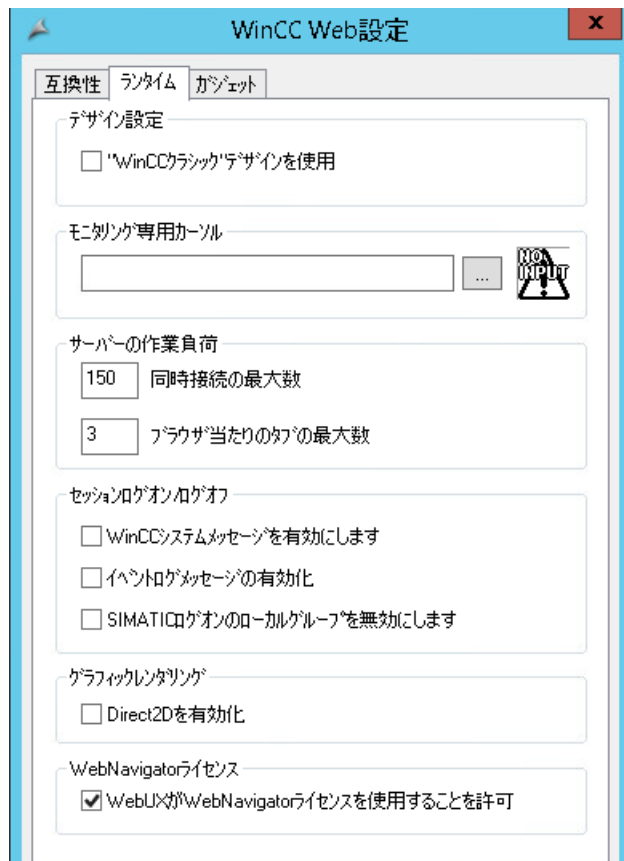 WinCC Web設定
x
互換性 ランタイム ガジェット
デザイン設定
"WinCCクラシック"デザインを使用
モニタリング専用カーソル
...
NO
INPUT
サーバーの作業負荷
150 同時接続の最大数
3 ブラウザ当たりのタブの最大数
セッションログオン/ログオフ
WinCCシステムメッセージを有効にします
イベントログメッセージの有効化
SIMATICログオンのローカルグループを無効にします
グラフィックレンダリング
Direct2Dを有効化
WebNavigatorライセンス
WebUXがWebNavigatorライセンスを使用することを許可